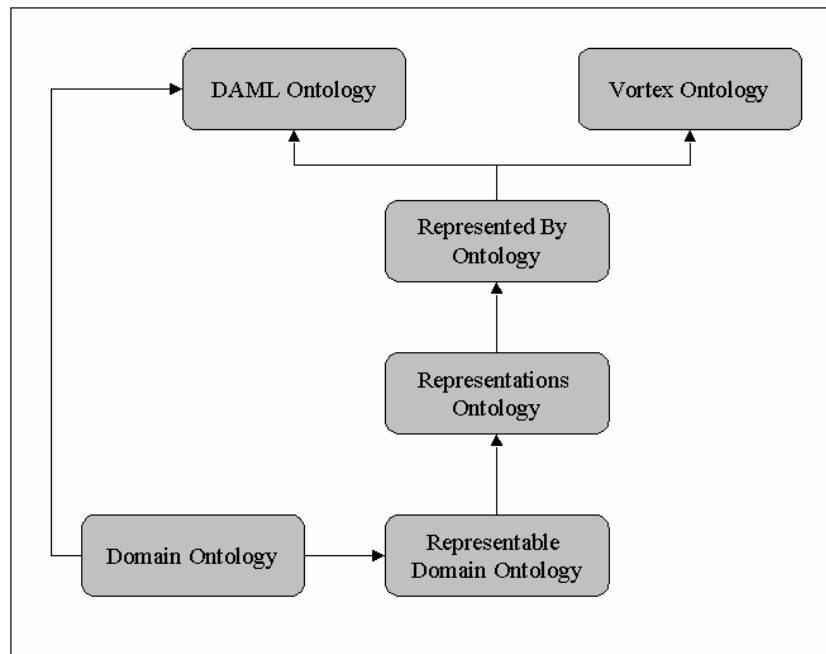 DAML Ontology
Vortex Ontology
Represented By
Ontology
Representations
Ontology
Domain Ontology
Representable
Domain Ontology